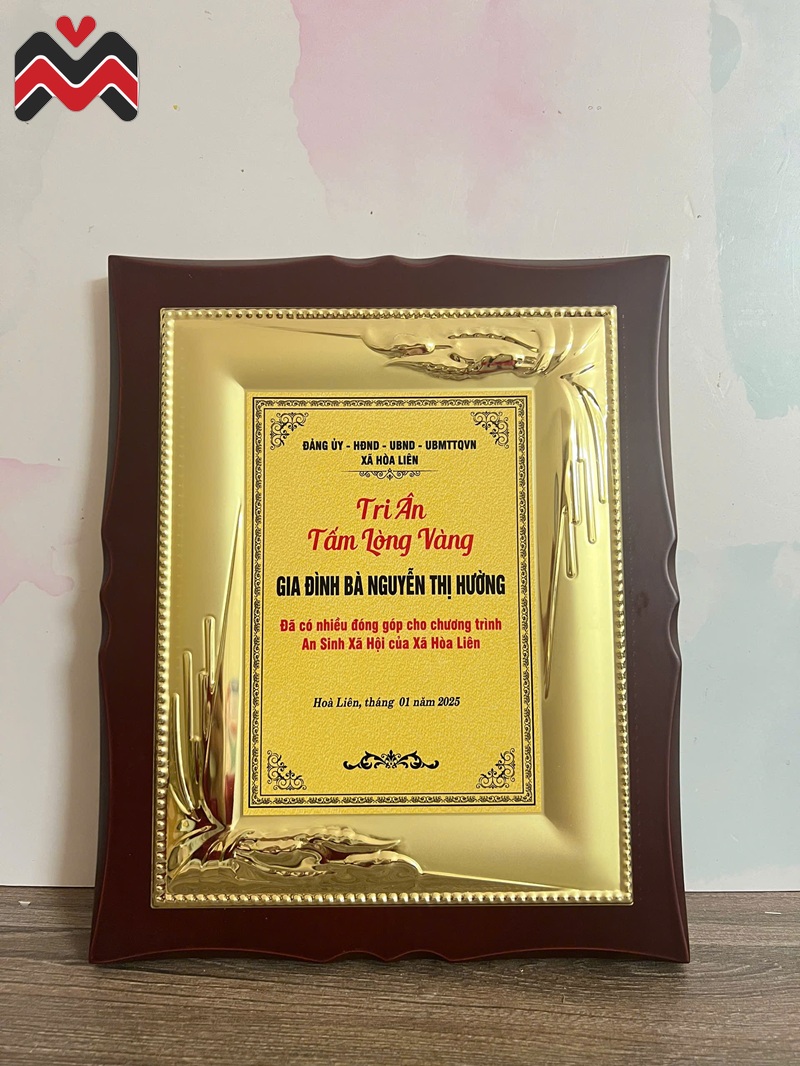 ĐẢNG ỦY - HĐND - UBND - UBMTTQVN
XÃ HÒA LIÊN
Tri Ân
Tấm Lòng Vàng
GIA ĐÌNH BÀ NGUYỄN THỊ HƯỜNG
Đã có nhiều đóng góp cho chương trình
An Sinh Xã Hội của Xã Hòa Liên
Hoà Liên, tháng 01 năm 2025